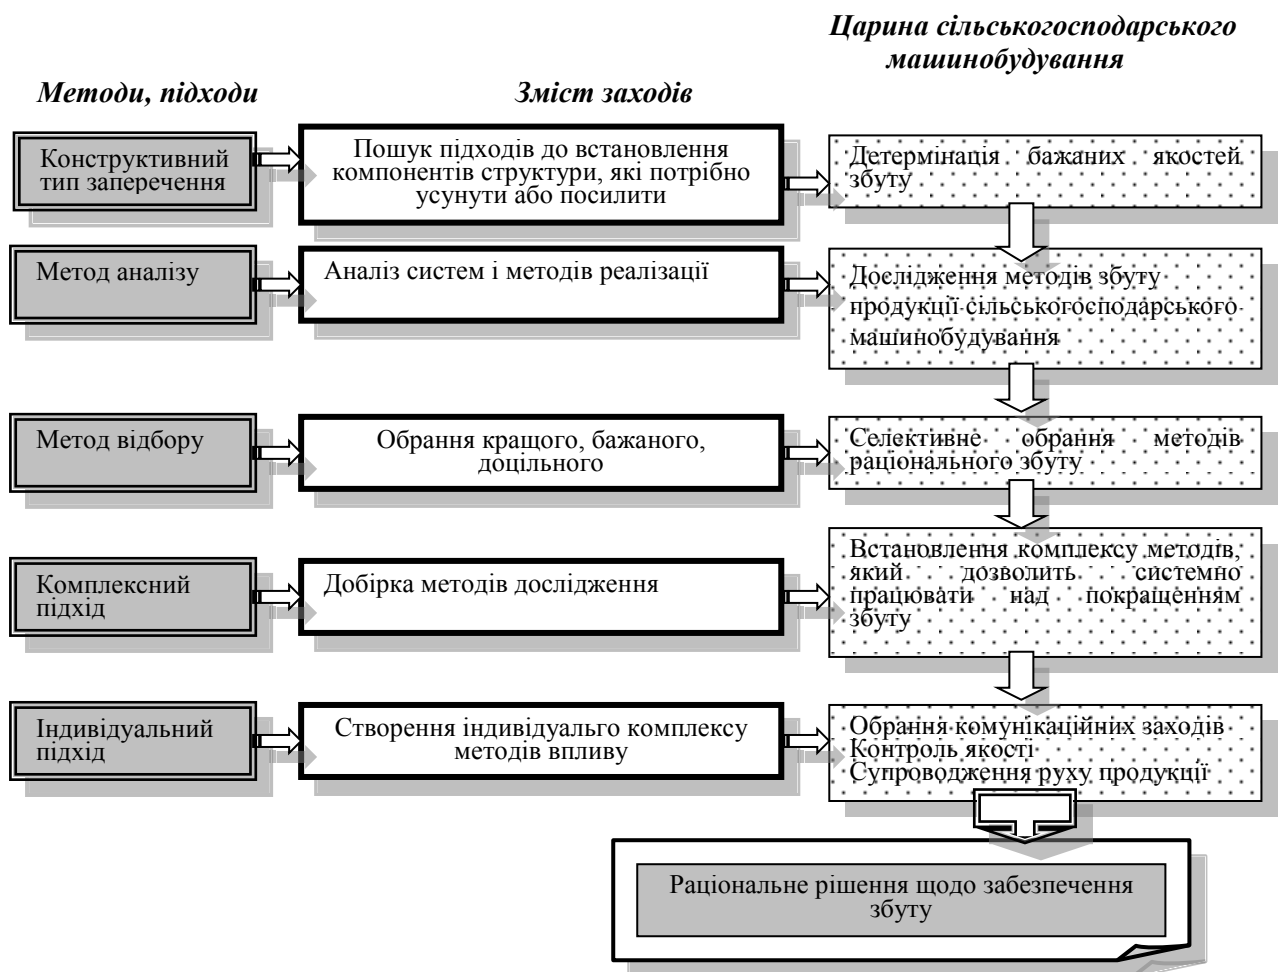 Царина сільськогосподарського
машинобудування
Методи, підходи
Зміст заходів
Конструктивний
тип заперечення
Пошук підходів до встановлення
компонентів структури, які потрібно
усунути або посилити
Детермінація бажаних якостей
збуту
Метод аналізу
Аналіз систем і методів реалізації
Дослідження методів збуту
продукції сільськогосподарського
машинобудування
Метод відбору
Обрання кращого, бажаного,
доцільного
Селективне обрання методів
раціонального збуту
Комплексний
підхід
Добірка методів дослідження
Встановлення комплексу методів,
який дозволить системно
працювати над покращенням
збуту
Індивідуальний
підхід
Створення індивідуальго комплексу
методів впливу
Обрання комунікаційних заходів
Контроль якості
Супроводження руху продукції
Раціональне рішення щодо забезпечення
збуту